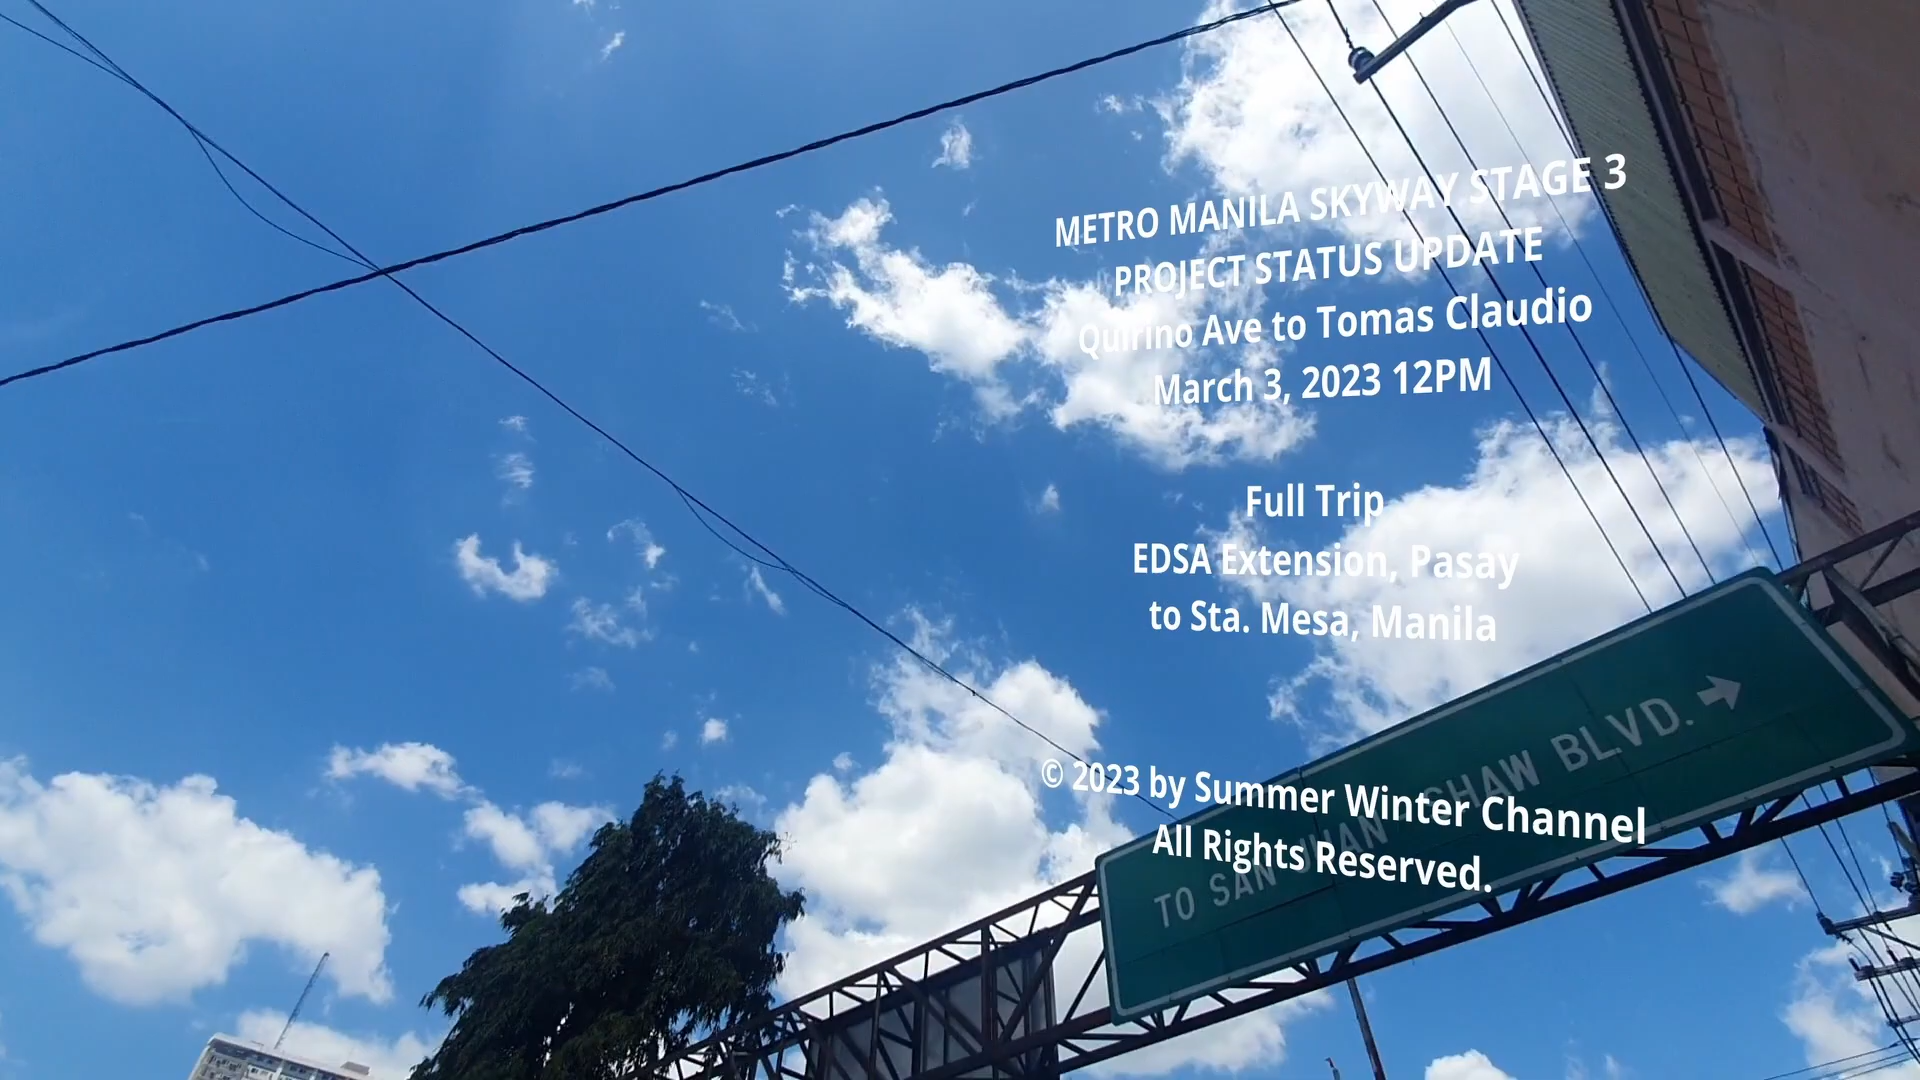 METRO MANILA SKYWAY STAGE 3
PROJECT STATUS UPDATE
Quirino Ave to Tomas Claudio
March 3, 2023 12PM
Full Trip
EDSA Extension, Pasay
to Sta. Mesa, Manila
© 2023 by Summer Winter Channel
All Rights Reserved.
TO SAN JUAN SHAW BLVD. →